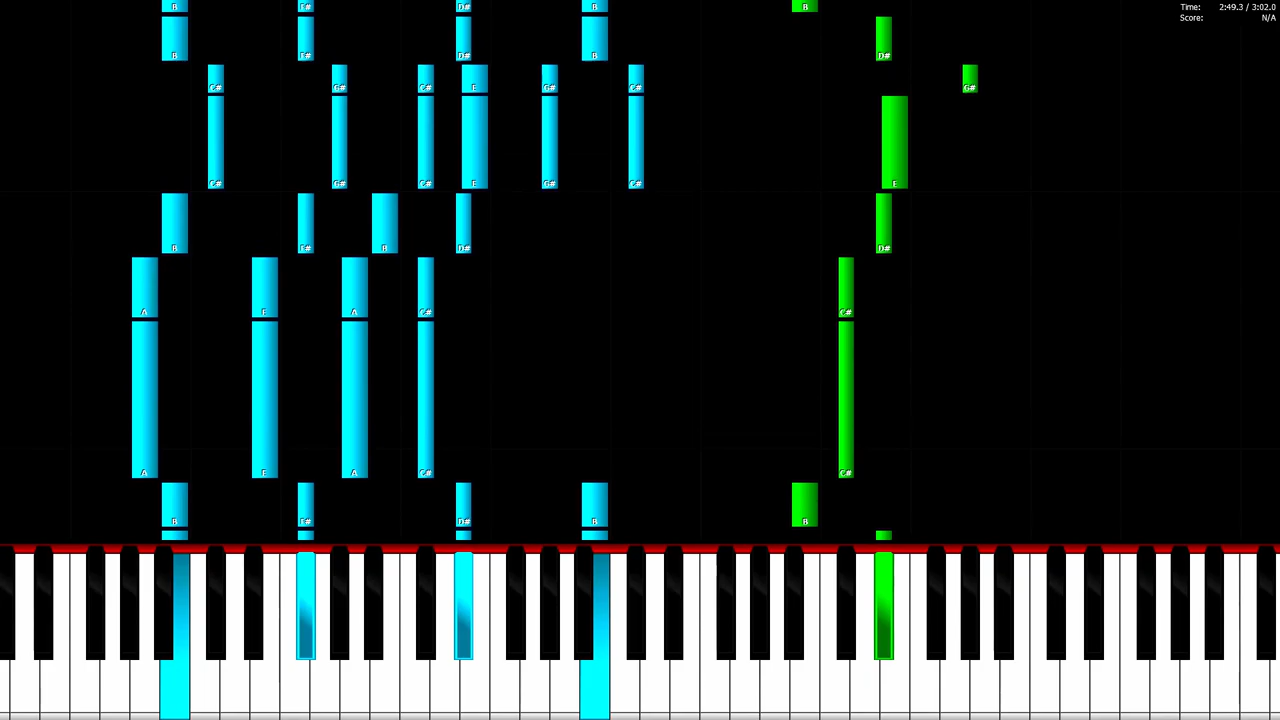 Time: 2:49.3 / 3:02.0
Score: N/A
B F# D# B B
B F# D# B D#
C# G# C# E G# C# G#
C# G# C# E G# C# E
B F# B D# D#
A E A C# C#
A E A C# C#
B F# D# B B